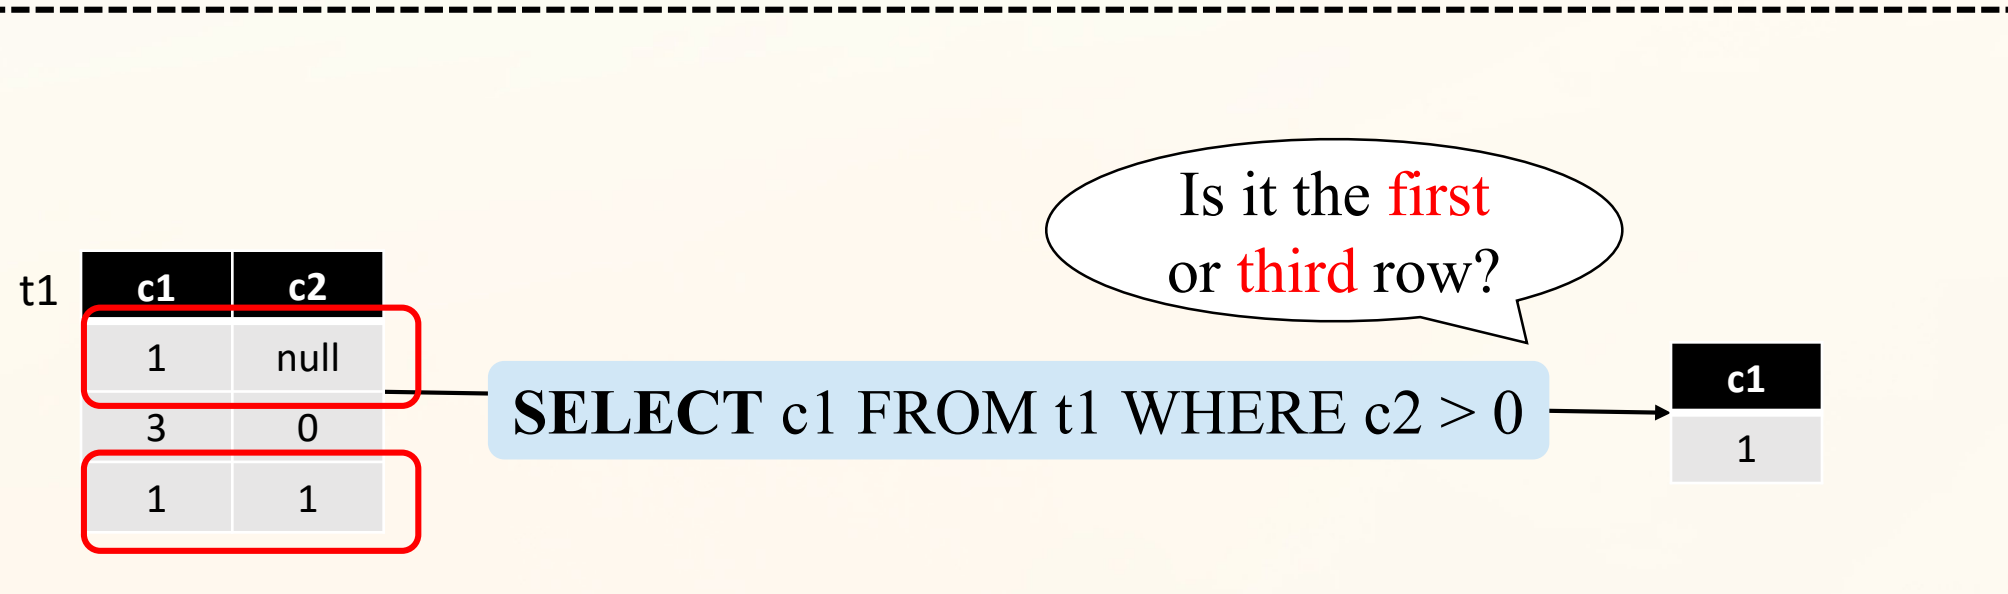 Is it the first
or third row?
t1
c1 c2
1 null
3 0
1 1
SELECT c1 FROM t1 WHERE c2 > 0
c1
1